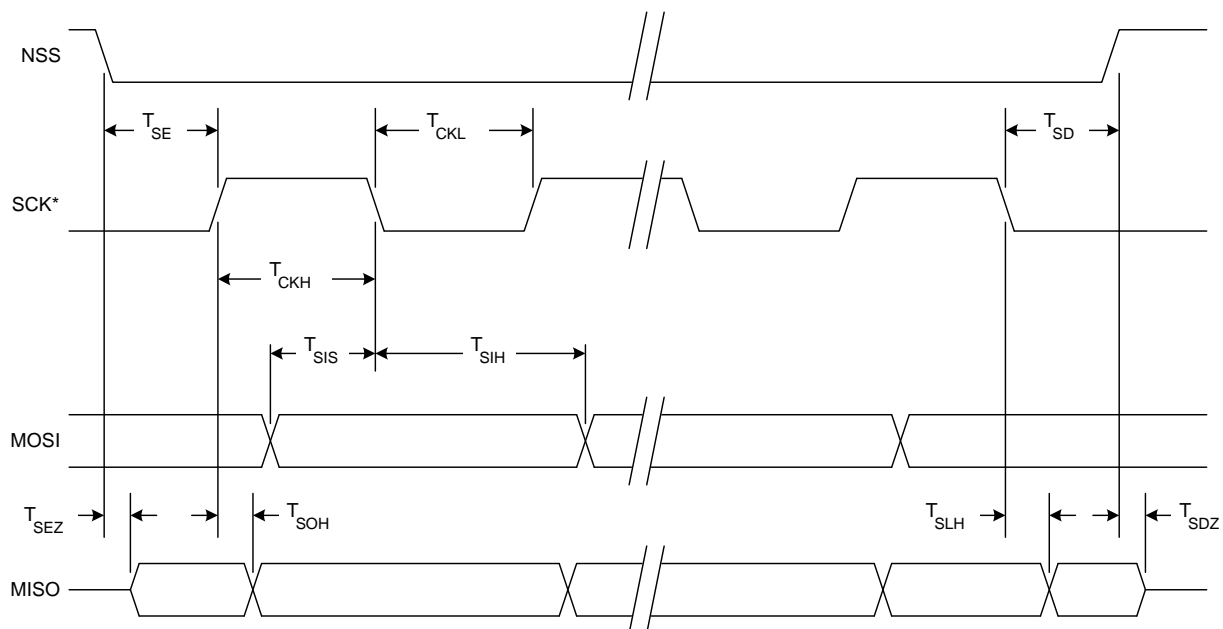 NSS
T_SE
T_CKL
T_SD
SCK*
T_CKH
T_SIS
T_SIH
MOSI
T_SEZ
T_SOH
T_SLH
T_SDZ
MISO